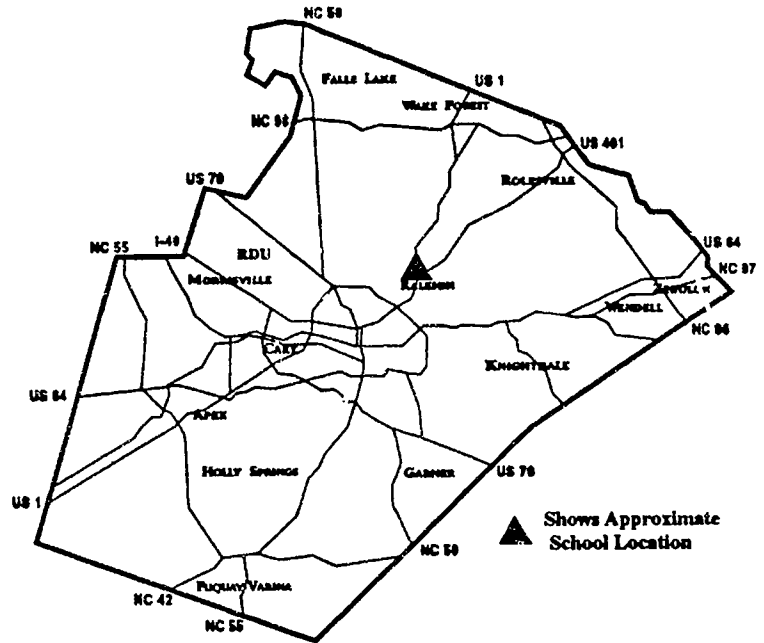 NC 50
FALLS LAKE
US 1
WAKE FOREST
NC 98
US 401
US 70
ROLESVILLE
NC 55
I-40
RDU
US 64
MORRISVILLE
NC 97
RALEIGH
WENDELL
NC 96
CARY
KNIGHTDALE
US 64
APEX
HOLLY SPRINGS
GARNER
US 70
US 1
Shows Approximate
School Location
NC 50
FUQUAY-VARINA
NC 42
NC 55